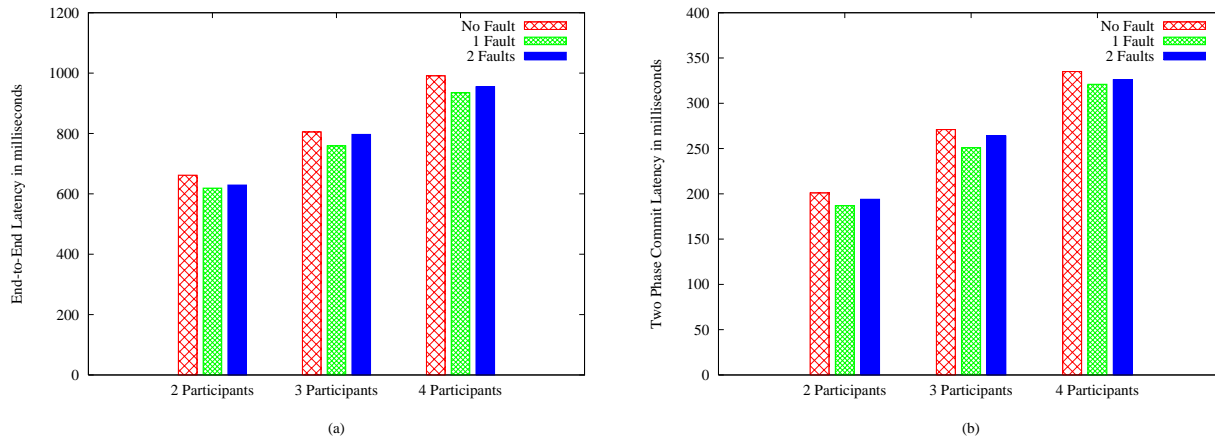 End-to-End Latency in milliseconds
1200
1000
800
600
400
200
0
No Fault
1 Fault
2 Faults
2 Participants
3 Participants
4 Participants
(a)
Two Phase Commit Latency in milliseconds
400
350
300
250
200
150
100
50
0
No Fault
1 Fault
2 Faults
2 Participants
3 Participants
4 Participants
(b)